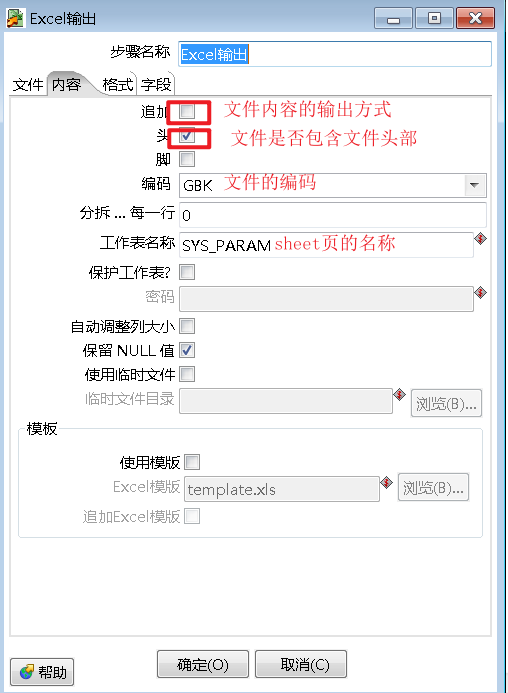 Excel输出
步骤名称 Excel输出
文件 内容 格式 字段
追加 文件内容的输出方式
头 文件是否包含文件头部
脚
编码 GBK 文件的编码
分拆 ... 每一行 0
工作表名称 SYS_PARAM sheet页的名称
保护工作表?
密码
自动调整列大小
保留 NULL 值
使用临时文件
临时文件目录 浏览(B)...
模板
使用模版
Excel模版 template.xls 浏览(B)...
追加Excel模版
帮助 确定(O) 取消(C)